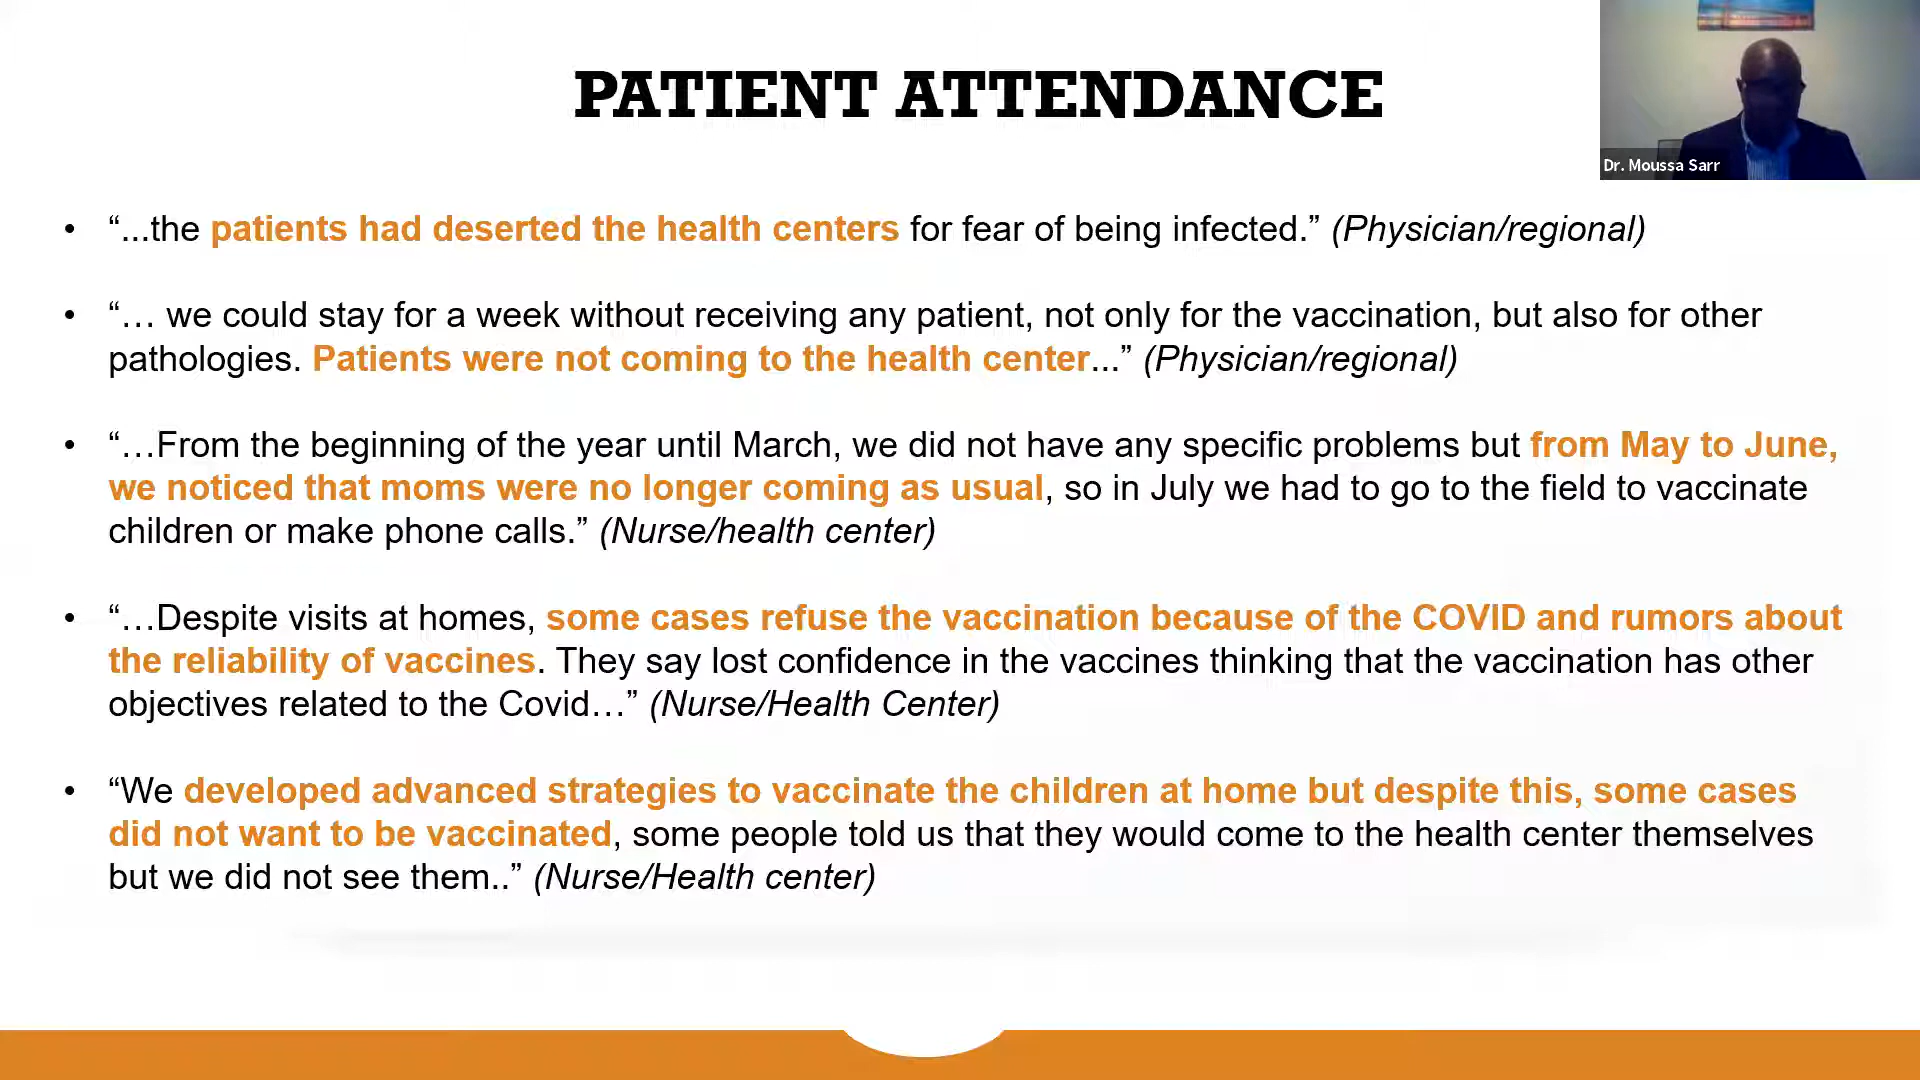 PATIENT ATTENDANCE
Dr. Moussa Sarr
• “...the patients had deserted the health centers for fear of being infected.” (Physician/regional)
• “… we could stay for a week without receiving any patient, not only for the vaccination, but also for other
pathologies. Patients were not coming to the health center...” (Physician/regional)
• “…From the beginning of the year until March, we did not have any specific problems but from May to June,
we noticed that moms were no longer coming as usual, so in July we had to go to the field to vaccinate
children or make phone calls.” (Nurse/health center)
• “…Despite visits at homes, some cases refuse the vaccination because of the COVID and rumors about
the reliability of vaccines. They say lost confidence in the vaccines thinking that the vaccination has other
objectives related to the Covid…” (Nurse/Health Center)
• “We developed advanced strategies to vaccinate the children at home but despite this, some cases
did not want to be vaccinated, some people told us that they would come to the health center themselves
but we did not see them..” (Nurse/Health center)